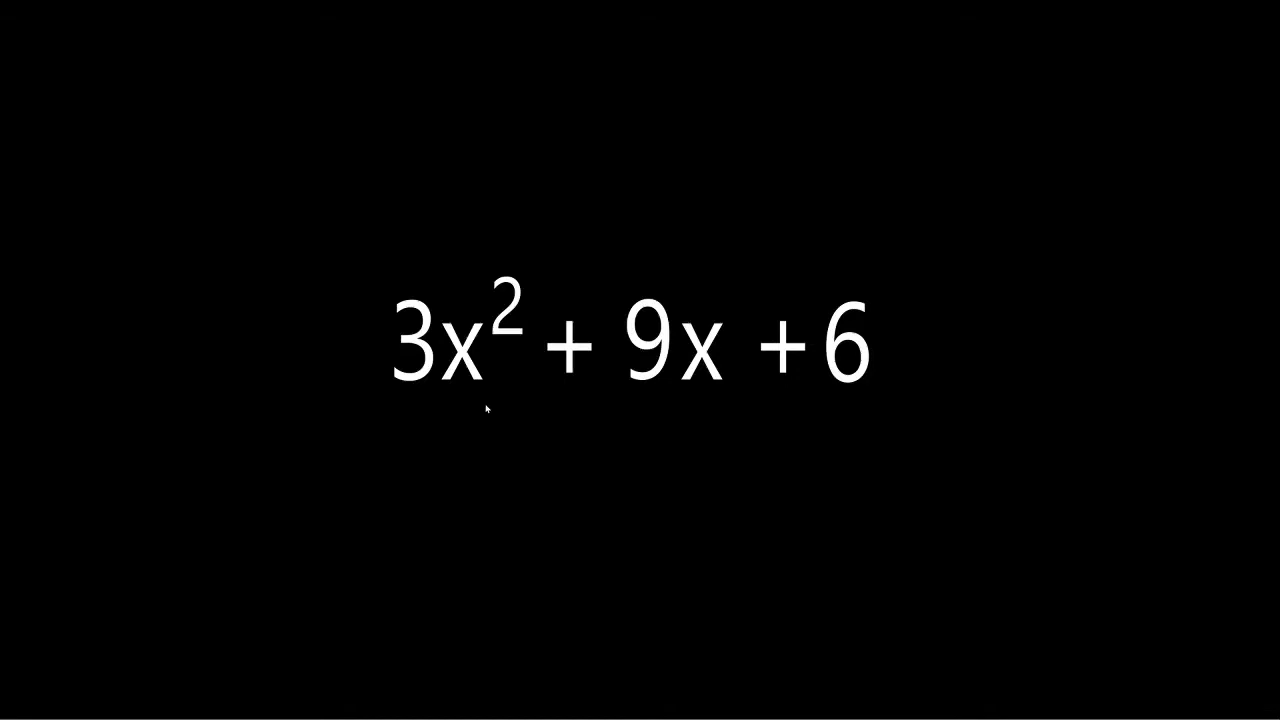 3x² + 9x + 6